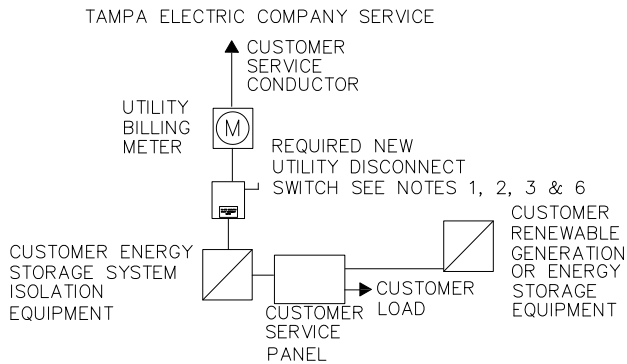 TAMPA ELECTRIC COMPANY SERVICE
CUSTOMER
SERVICE
CONDUCTOR
UTILITY
BILLING
METER
M
REQUIRED NEW
UTILITY DISCONNECT
SWITCH SEE NOTES 1, 2, 3 & 6
CUSTOMER ENERGY
STORAGE SYSTEM
ISOLATION
EQUIPMENT
CUSTOMER
SERVICE
PANEL
CUSTOMER
LOAD
CUSTOMER
RENEWABLE
GENERATION
OR ENERGY
STORAGE
EQUIPMENT